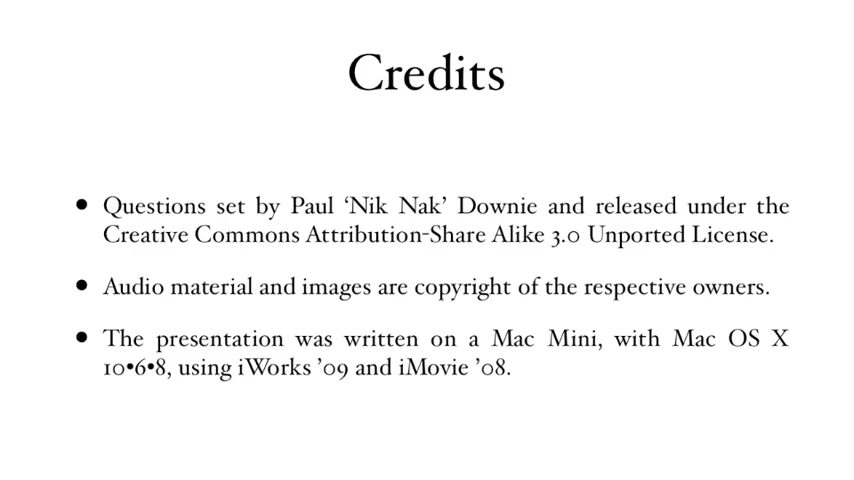 Credits
• Questions set by Paul ‘Nik Nak’ Downie and released under the
Creative Commons Attribution-Share Alike 3.0 Unported License.
• Audio material and images are copyright of the respective owners.
• The presentation was written on a Mac Mini, with Mac OS X
10•6•8, using iWorks ’09 and iMovie ’08.